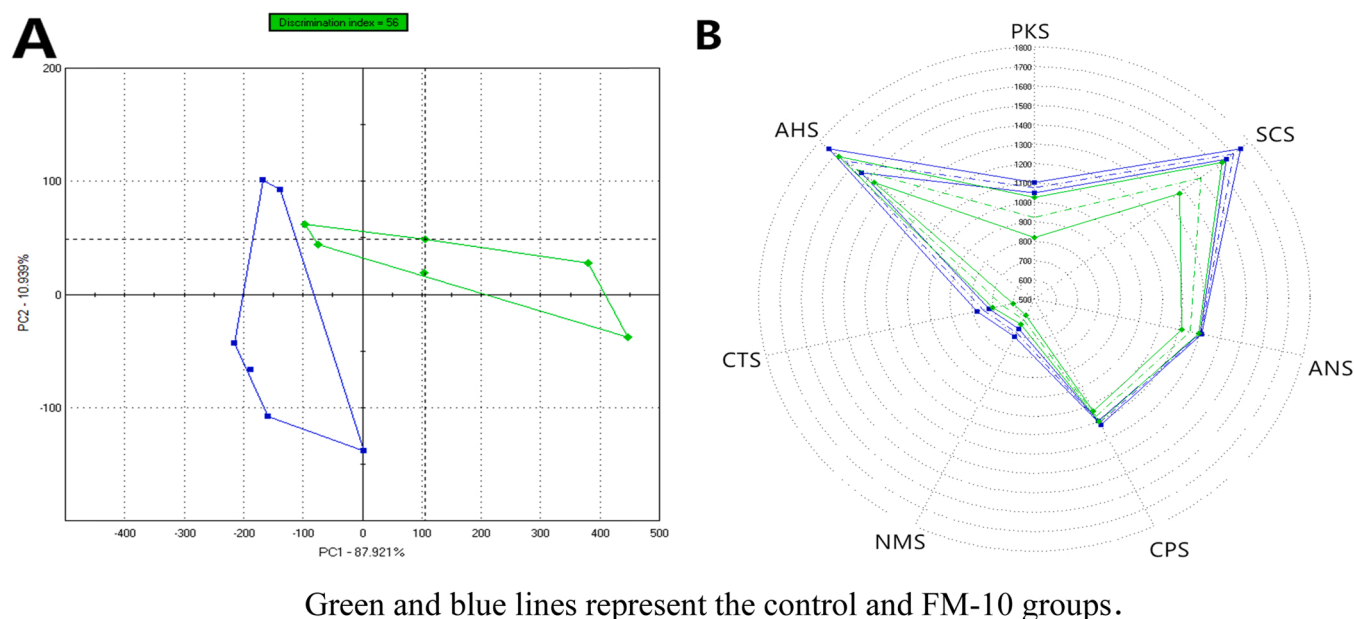 A
Discrimination index = 56
200
100
0
-100
PC2 - 10.939%
-400 -300 -200 -100 0 100 200 300 400 500
PC1 - 87.921%
B
PKS
SCS
ANS
CPS
NMS
CTS
AHS
1800
1700
1600
1500
1400
1300
1200
1100
1000
900
800
700
600
500
Green and blue lines represent the control and FM-10 groups.